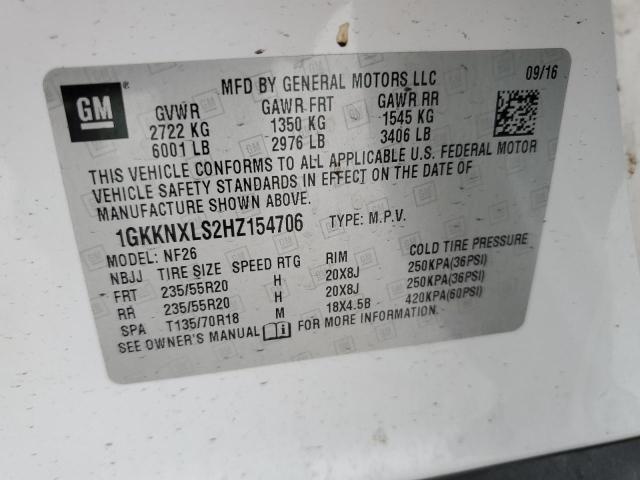 GM
MFD BY GENERAL MOTORS LLC 09/16
GVWR GAWR FRT GAWR RR
2722 KG 1350 KG 1545 KG
6001 LB 2976 LB 3406 LB
THIS VEHICLE CONFORMS TO ALL APPLICABLE U.S. FEDERAL MOTOR
VEHICLE SAFETY STANDARDS IN EFFECT ON THE DATE OF
MANUFACTURE SHOWN ABOVE.
1GKKNXLS2HZ154706 TYPE: M.P.V.
MODEL: NF26
NBJJ TIRE SIZE SPEED RTG RIM COLD TIRE PRESSURE
FRT 235/55R20 H 20X8J 250KPA(36PSI)
RR 235/55R20 H 20X8J 250KPA(36PSI)
SPA T135/70R18 M 18X4.5B 420KPA(60PSI)
SEE OWNER'S MANUAL FOR MORE INFORMATION.